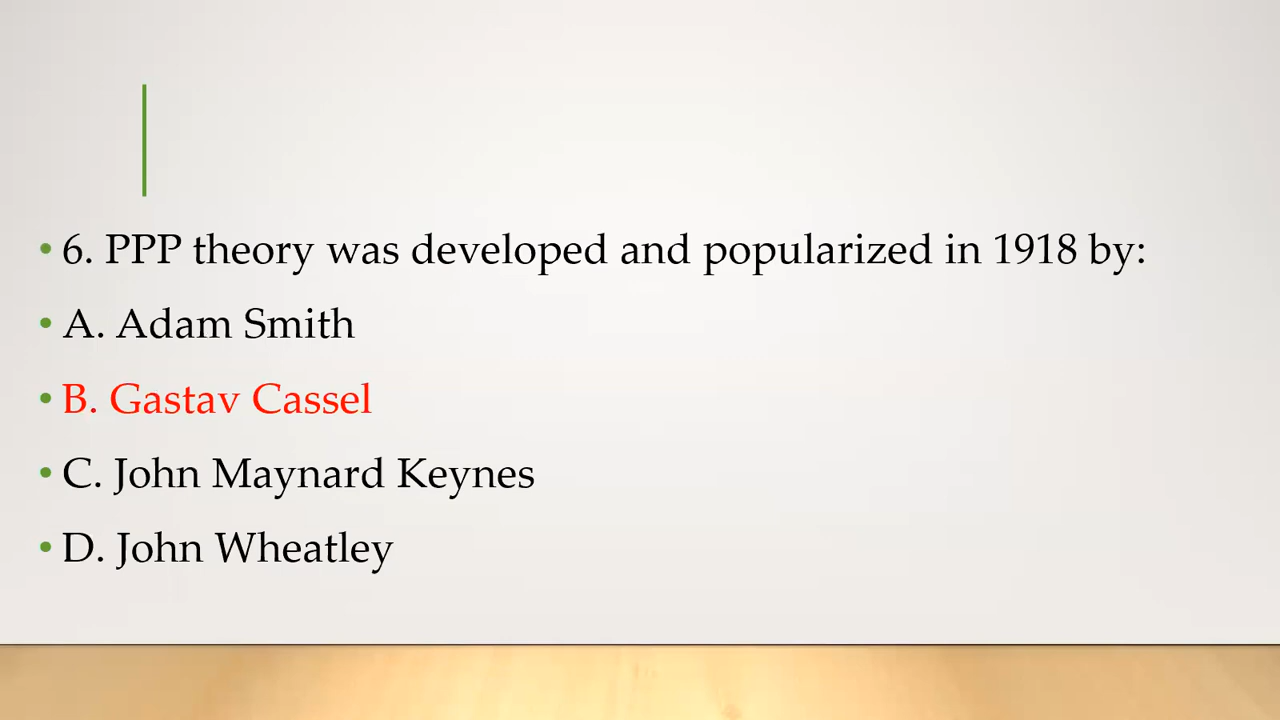 • 6. PPP theory was developed and popularized in 1918 by:
• A. Adam Smith
• B. Gastav Cassel
• C. John Maynard Keynes
• D. John Wheatley